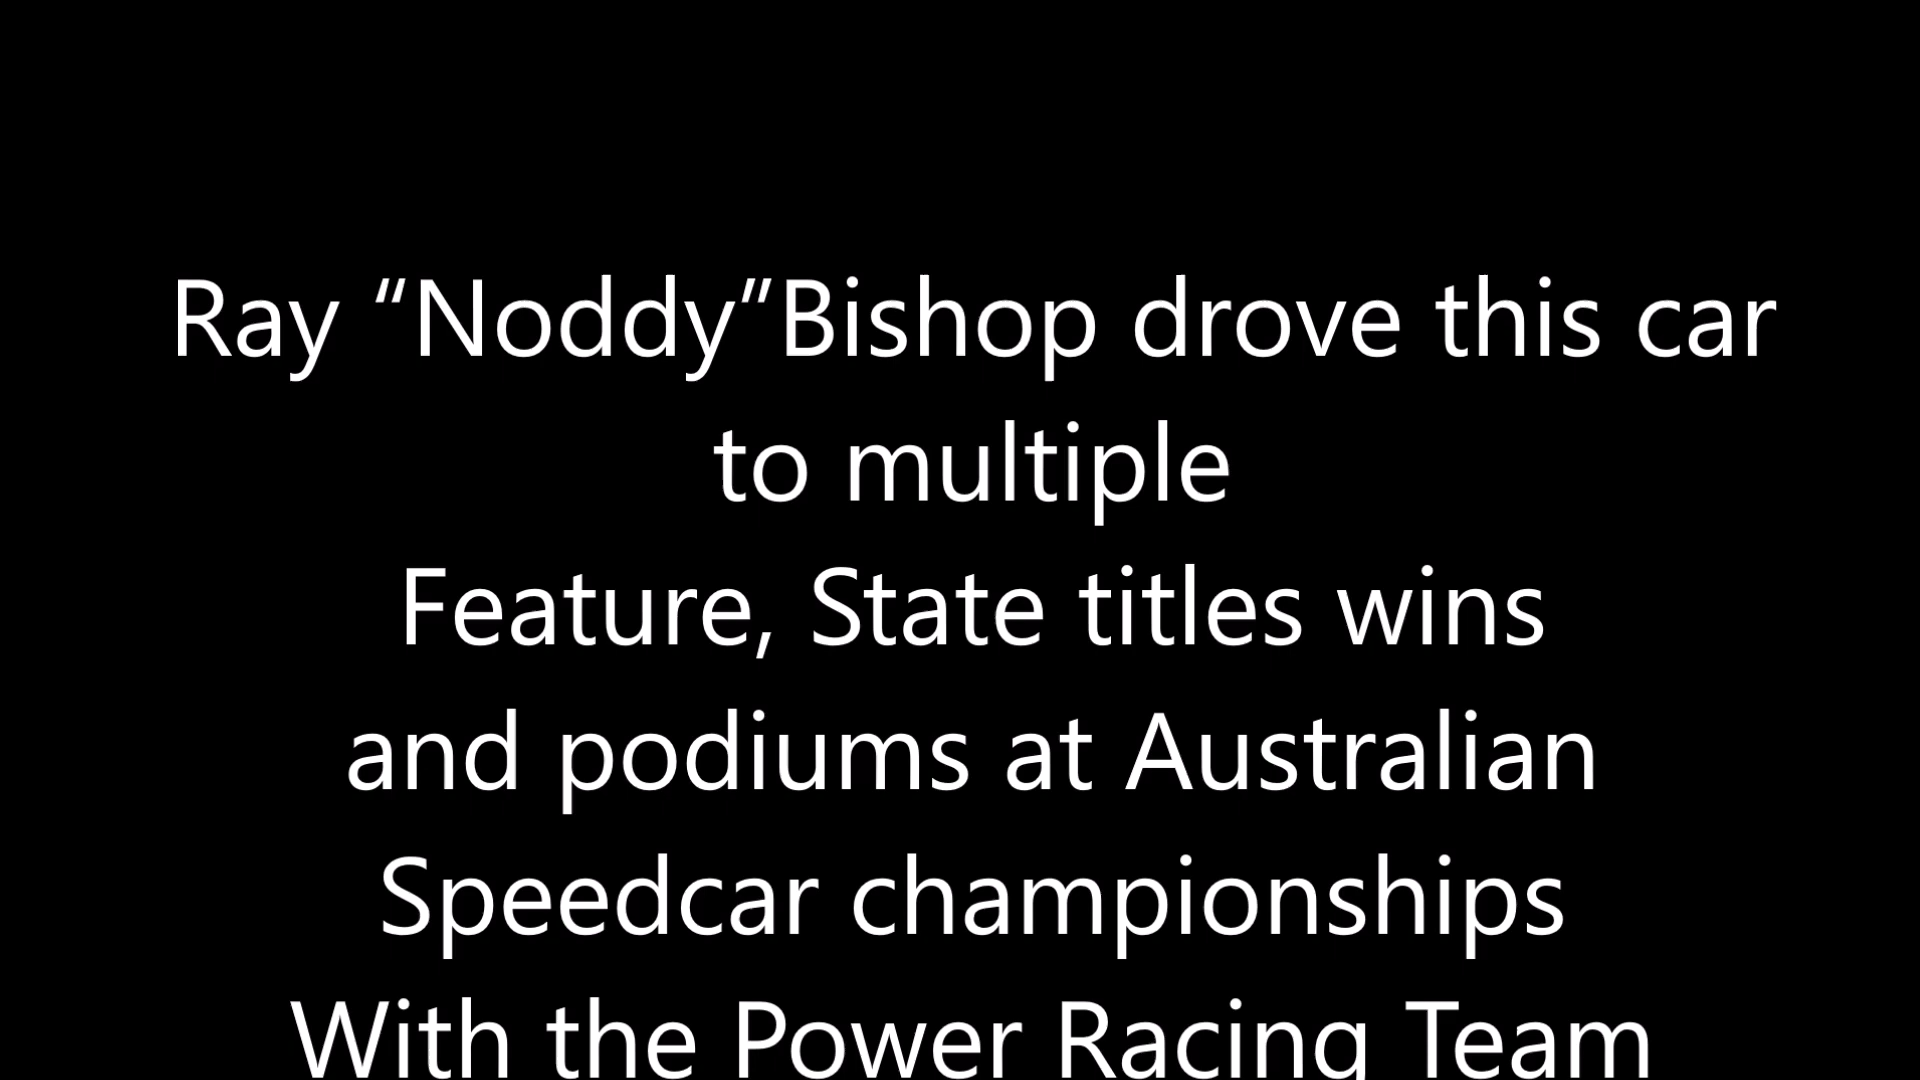 Ray “Noddy”Bishop drove this car
to multiple
Feature, State titles wins
and podiums at Australian
Speedcar championships
With the Power Racing Team